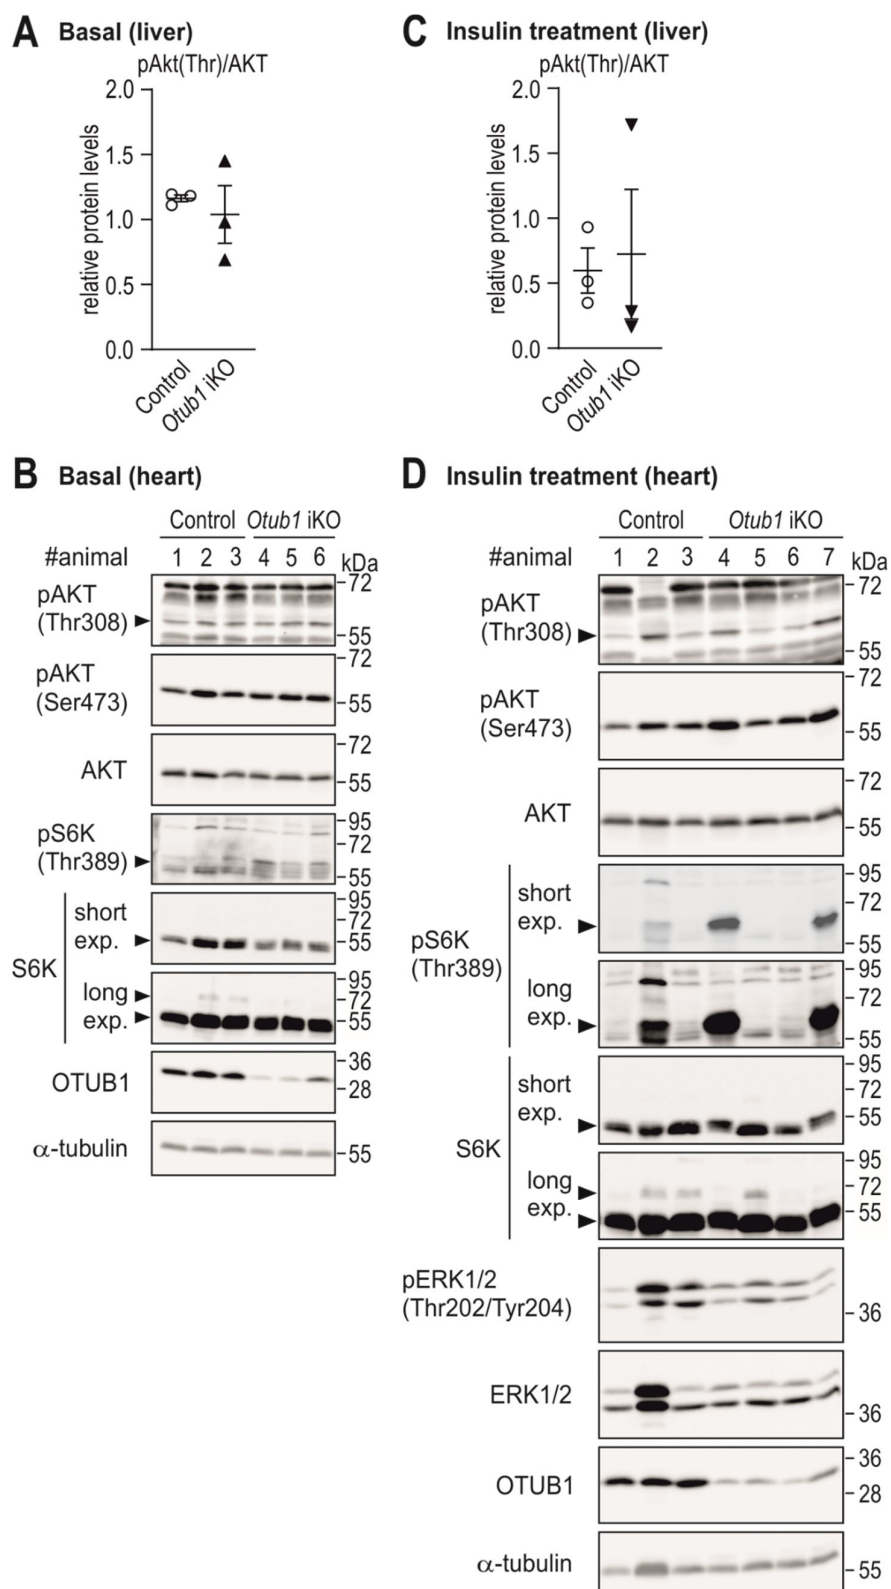 A Basal (liver)
pAkt(Thr)/AKT
relative protein levels
2.0
1.5
1.0
0.5
0.0
Control
Otub1 iKO
C Insulin treatment (liver)
pAkt(Thr)/AKT
relative protein levels
2.0
1.5
1.0
0.5
0.0
Control
Otub1 iKO
B Basal (heart)
Control Otub1 iKO
#animal 1 2 3 4 5 6 kDa
pAKT
(Thr308)
72
55
pAKT
(Ser473)
72
55
AKT
72
55
pS6K
(Thr389)
95
72
55
S6K
short
exp.
95
72
55
long
exp.
95
72
55
OTUB1
36
28
α-tubulin
55
D Insulin treatment (heart)
Control Otub1 iKO
#animal 1 2 3 4 5 6 7 kDa
pAKT
(Thr308)
72
55
pAKT
(Ser473)
72
55
AKT
72
55
pS6K
(Thr389)
short
exp.
95
72
55
long
exp.
95
72
55
S6K
short
exp.
95
72
55
long
exp.
95
72
55
pERK1/2
(Thr202/Tyr204)
36
ERK1/2
36
OTUB1
36
28
α-tubulin
55